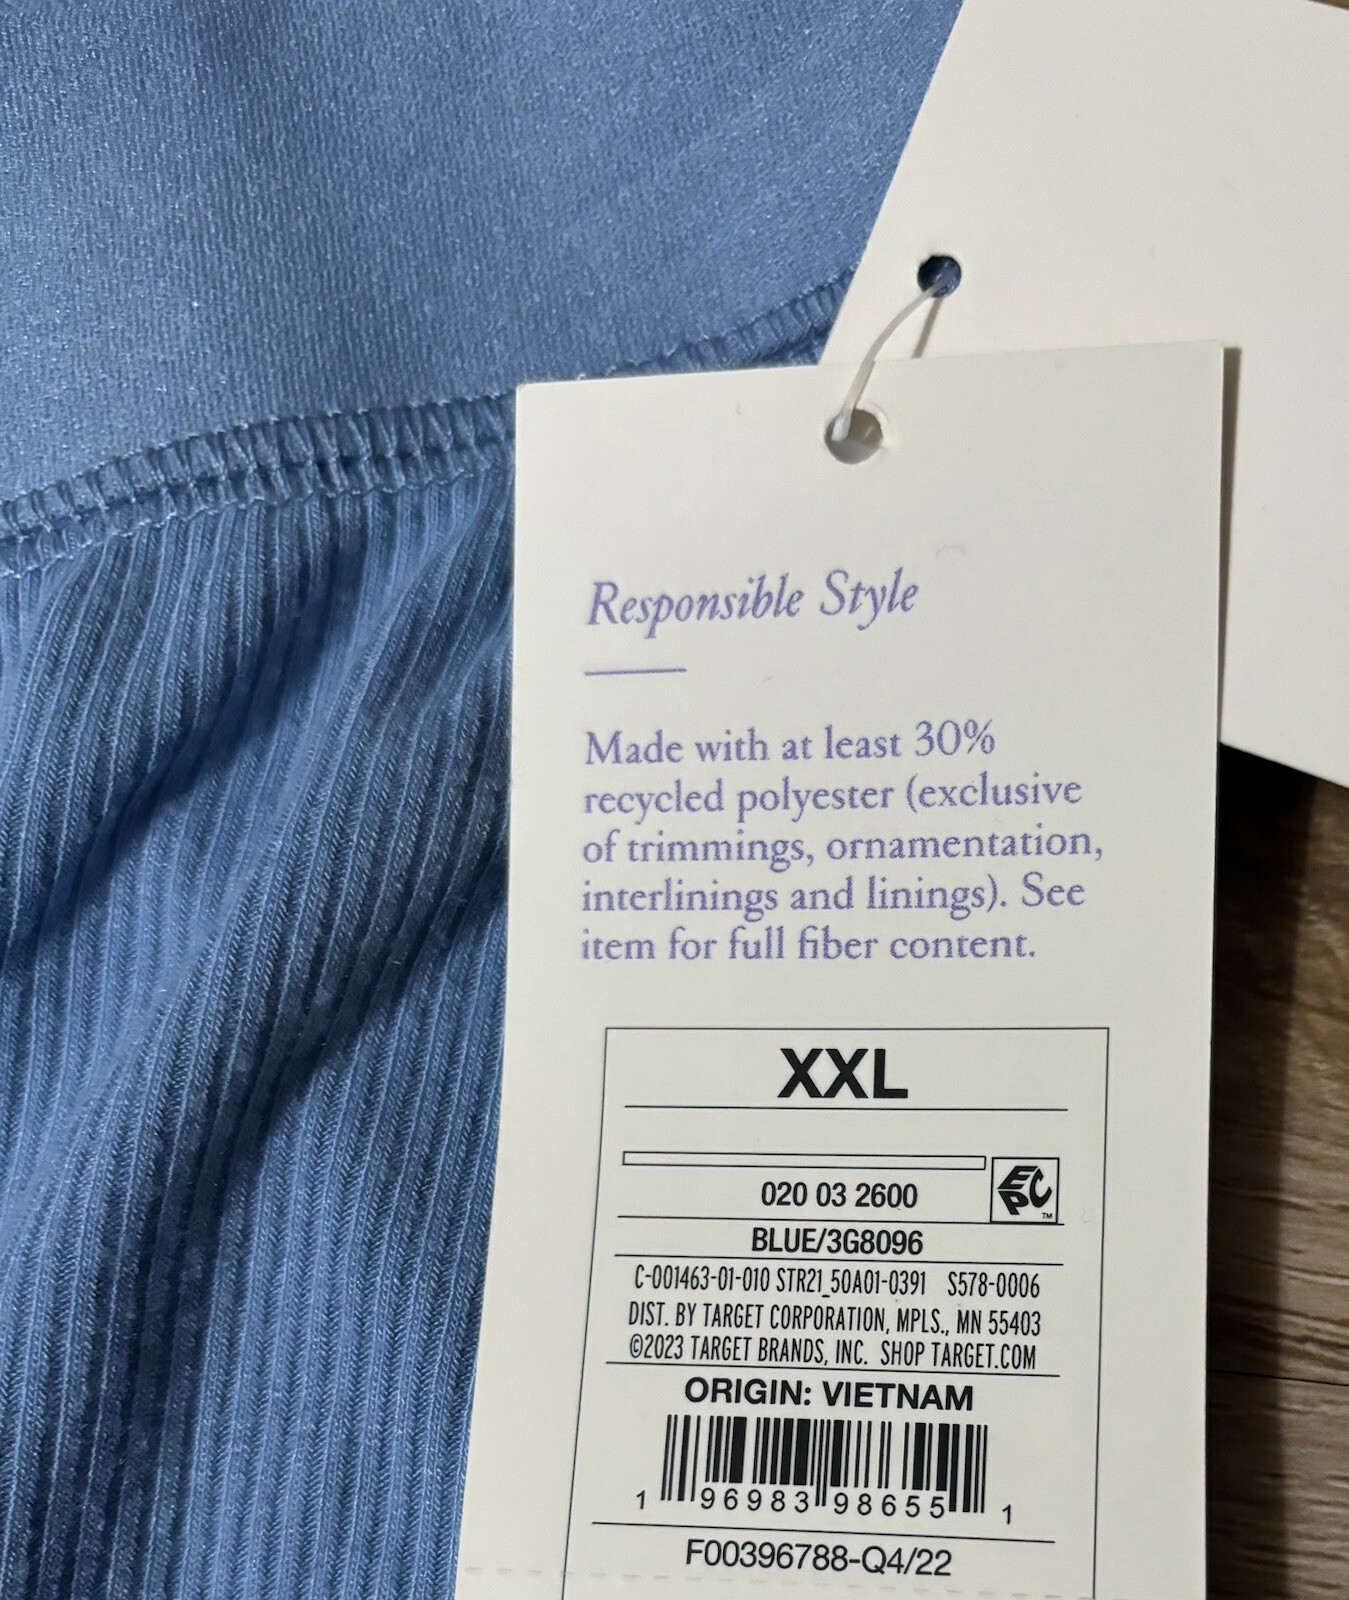 Responsible Style
Made with at least 30%
recycled polyester (exclusive
of trimmings, ornamentation,
interlinings and linings). See
item for full fiber content.
XXL
020 03 2600
EPC™
BLUE/3G8096
C-001463-01-010 STR21_50A01-0391 S578-0006
DIST. BY TARGET CORPORATION, MPLS., MN 55403
©2023 TARGET BRANDS, INC. SHOP TARGET.COM
ORIGIN: VIETNAM
1 96983 98655 1
F00396788-Q4/22